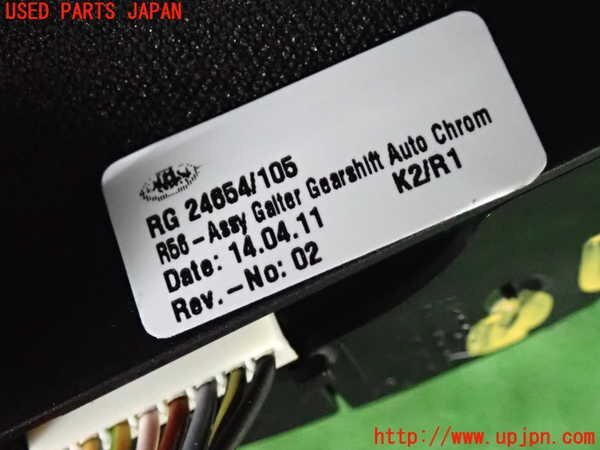 USED PARTS JAPAN
RG 24654/105
R56-Assy Gaiter Gearshift Auto Chrom
Date: 14.04.11 K2/R1
Rev.-No: 02
http://www.upjpn.com/